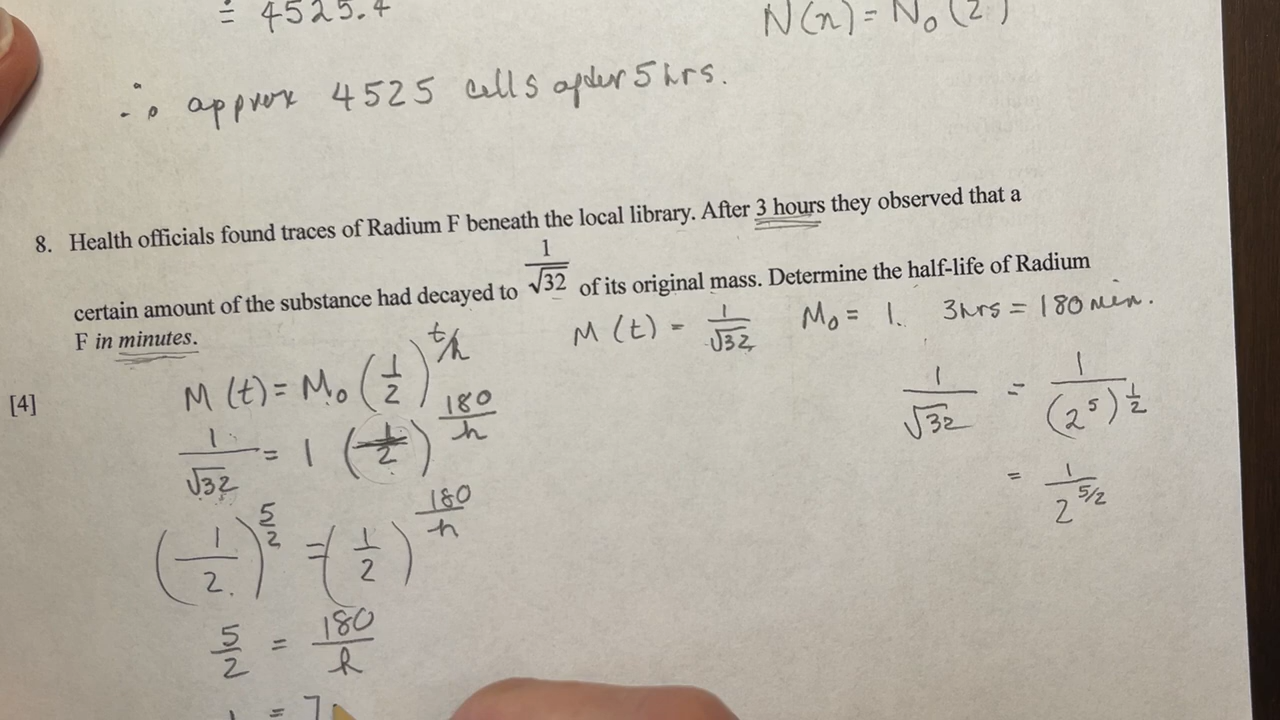 ≐ 4525.4
N(n) = N₀(2)
∴ approx 4525 cells after 5 hrs.
8. Health officials found traces of Radium F beneath the local library. After 3 hours they observed that a
certain amount of the substance had decayed to 1/√32 of its original mass. Determine the half-life of Radium
F in minutes.
M(t) = 1/√32 M₀ = 1. 3hrs = 180 min.
[4]
M(t) = M₀(1/2)^(t/h)
1/√32 = 1(1/2)^(180/h)
(1/2)^(5/2) = (1/2)^(180/h)
5/2 = 180/h
= 7
1/√32 = 1/(2⁵)^(1/2)
= 1/2^(5/2)